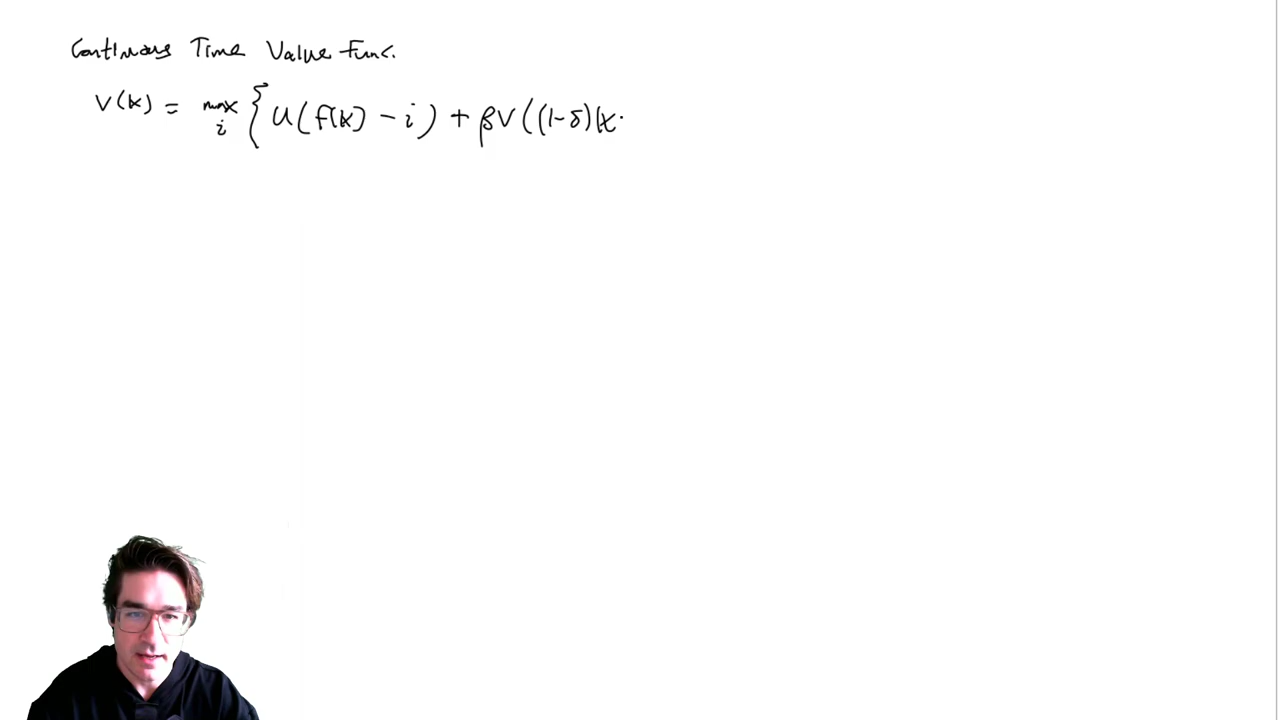 Continuous Time Value Func.
V(k) = max_i { U(f(k) - i) + βV((1-δ)k